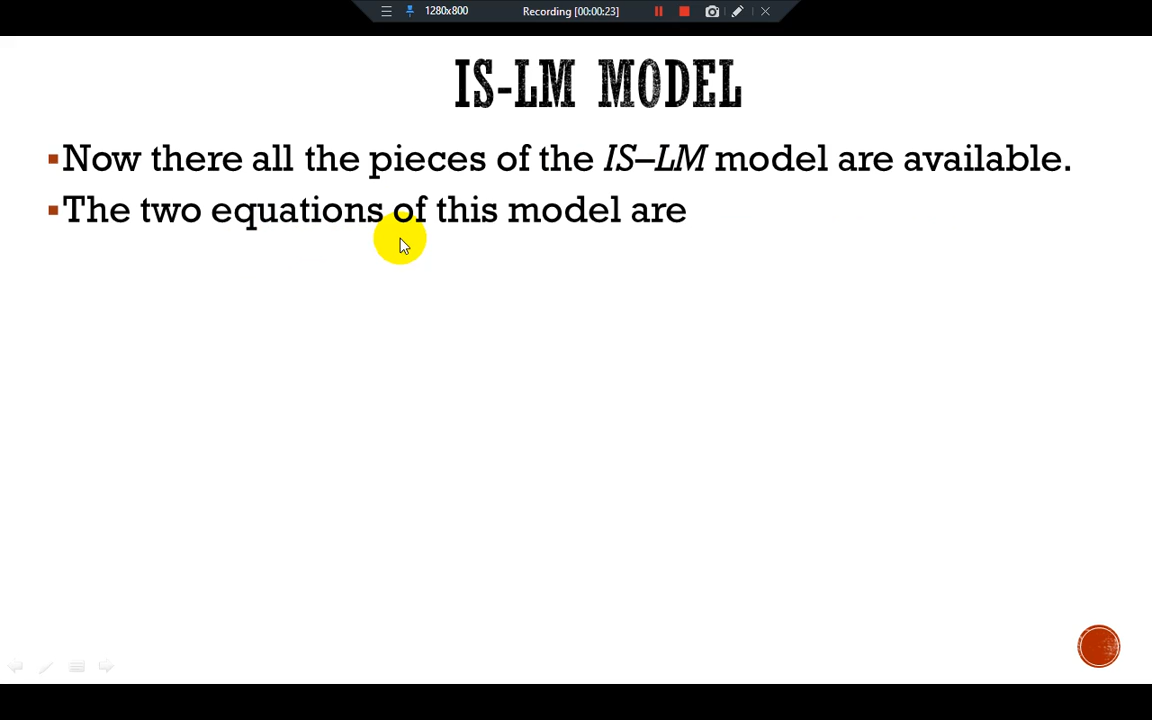 1280x800 Recording [00:00:23]
IS-LM MODEL
▪Now there all the pieces of the IS–LM model are available.
▪The two equations of this model are